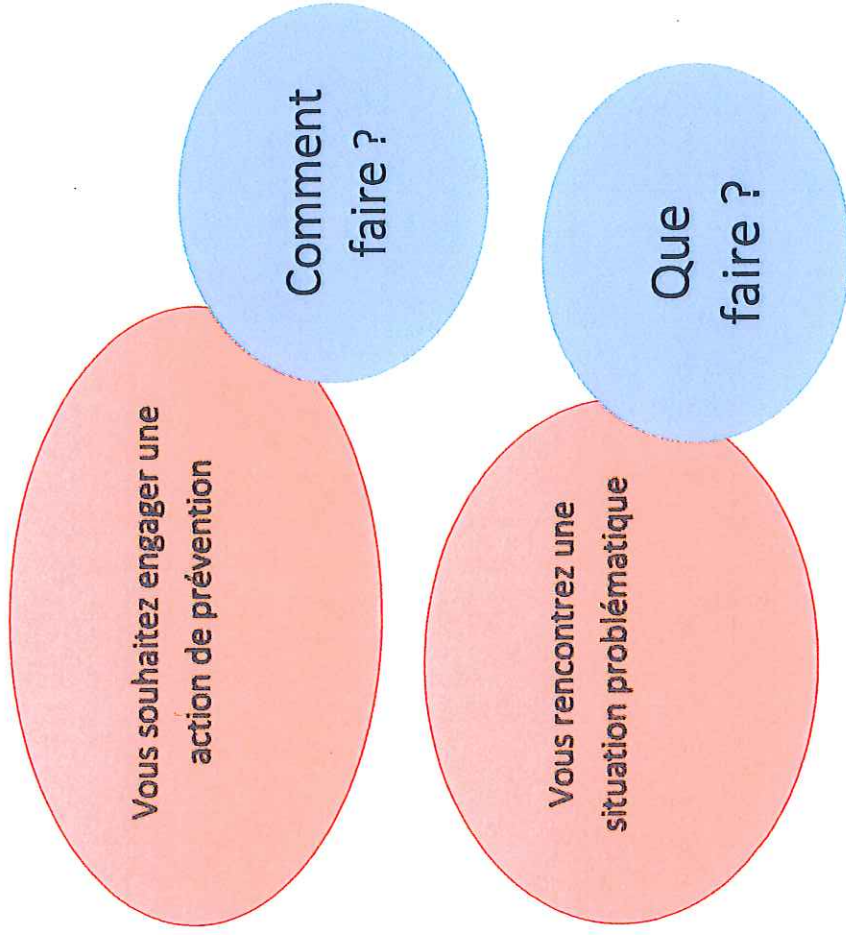 Vous souhaitez engager une
action de prévention
Comment
faire ?
Vous rencontrez une
situation problématique
Que
faire ?